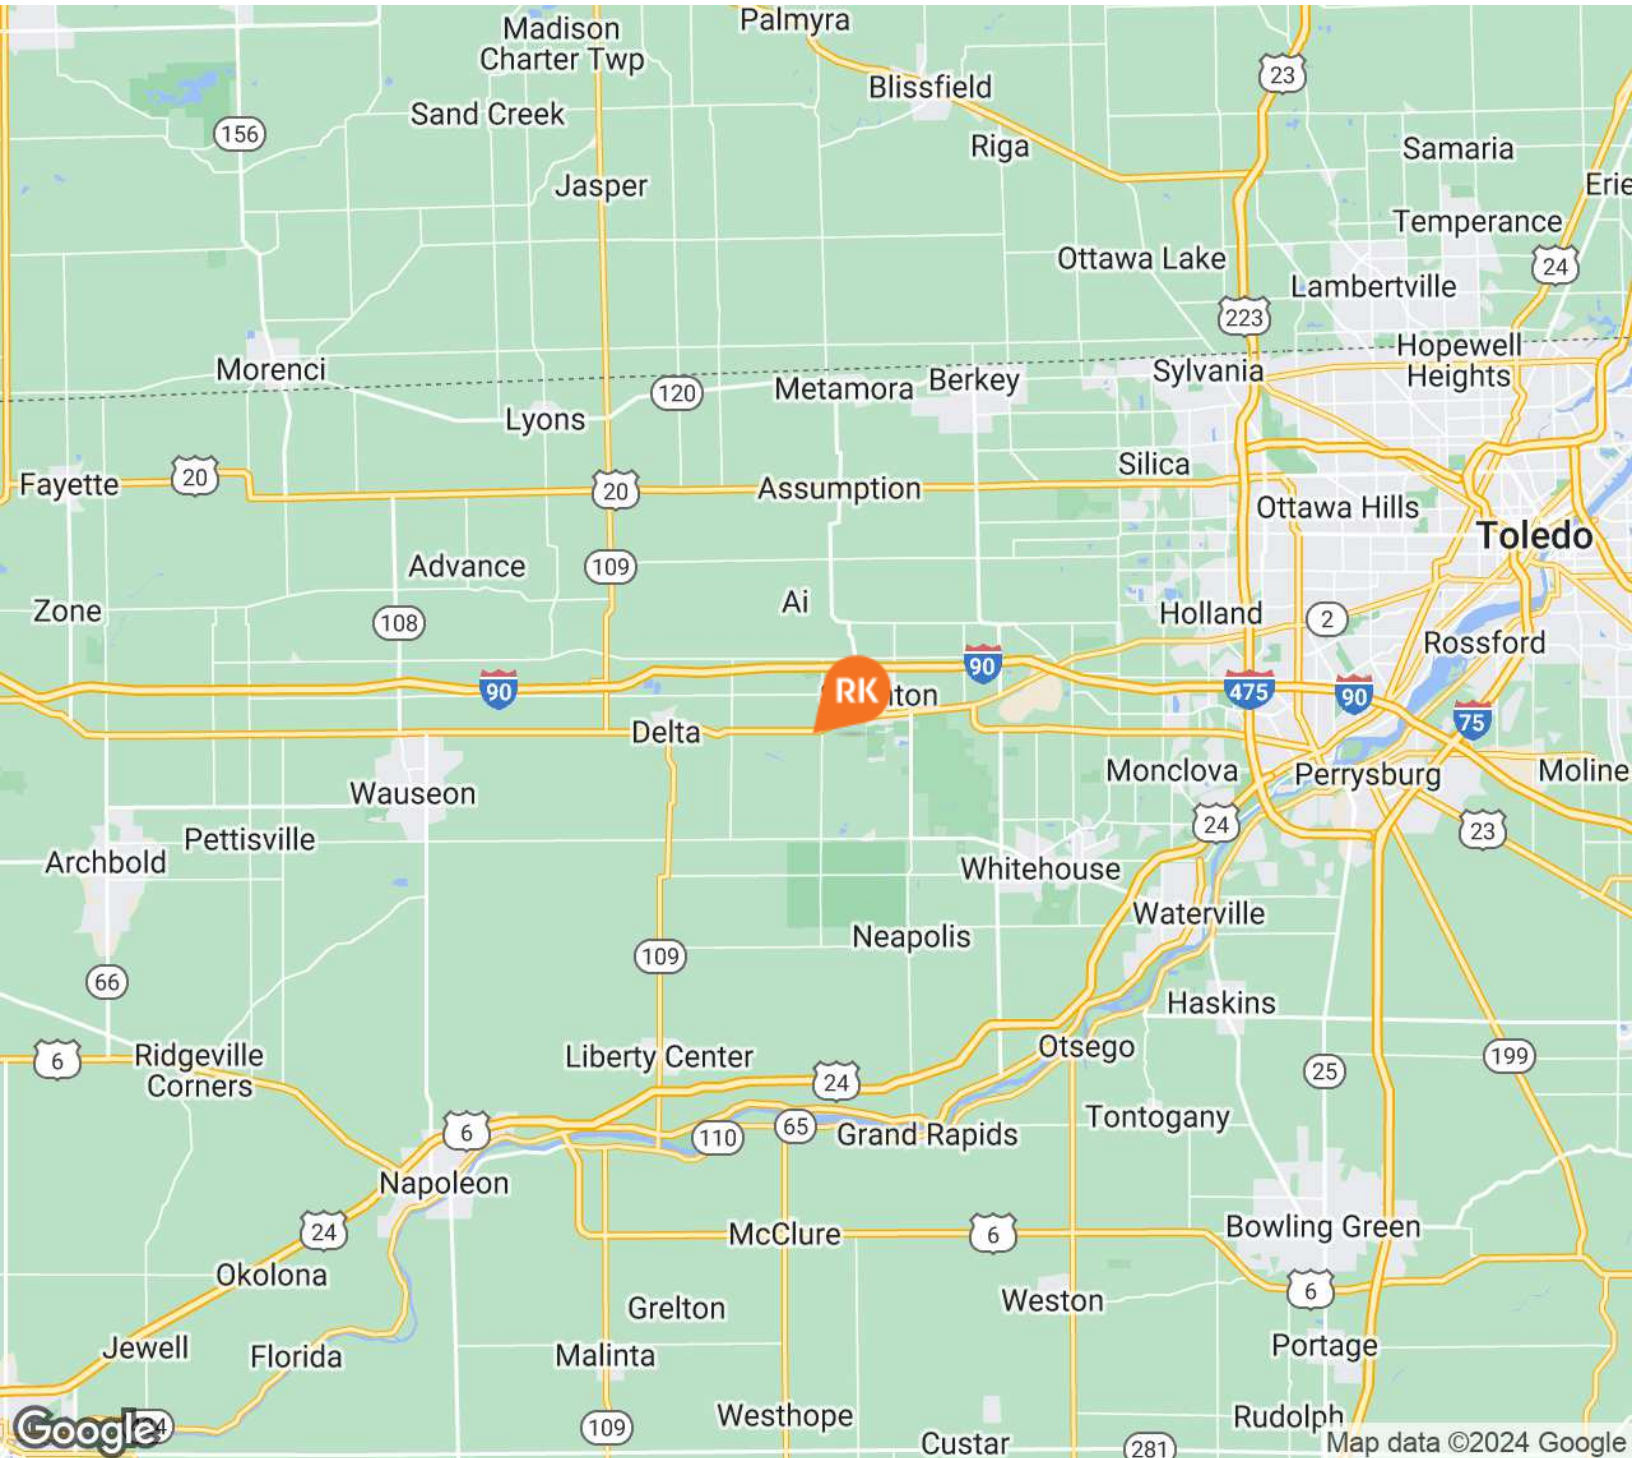 Madison
Charter Twp
Palmyra
Blissfield
23
Sand Creek
156
Riga
Samaria
Jasper
Erie
Temperance
Ottawa Lake
24
Lambertville
223
Hopewell
Heights
Morenci
Sylvania
120
Metamora
Berkey
Lyons
Silica
20
Fayette
20
Assumption
Ottawa Hills
Toledo
Advance
109
Ai
Zone
108
Holland
2
Rossford
90
90
RK
nton
475
90
75
Delta
Monclova
Perrysburg
Moline
Wauseon
24
23
Pettisville
Archbold
Whitehouse
Waterville
Neapolis
109
66
Haskins
6
Ridgeville
Corners
Liberty Center
Otsego
199
25
24
6
110
65
Grand Rapids
Tontogany
Napoleon
24
McClure
6
Bowling Green
Okolona
6
Grelton
Weston
Jewell
Florida
Malinta
Portage
Google
109
Westhope
Rudolph
Custar
281
Map data ©2024 Google